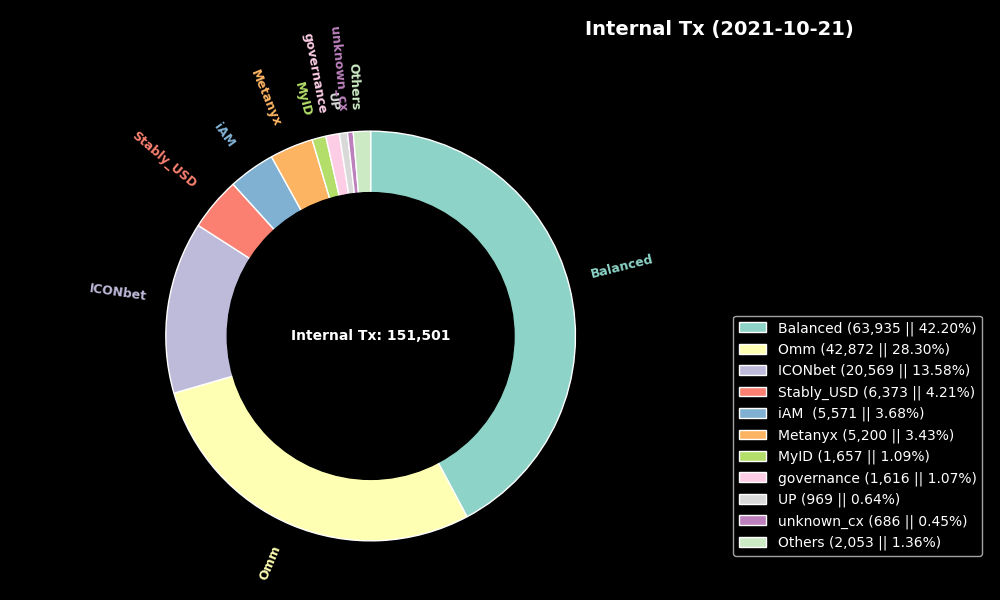 Internal Tx (2021-10-21)
Others
unknown_cx
UP
governance
MyID
Metanyx
iAM
Stably_USD
ICONbet
Omm
Balanced
Internal Tx: 151,501
Balanced (63,935 || 42.20%)
Omm (42,872 || 28.30%)
ICONbet (20,569 || 13.58%)
Stably_USD (6,373 || 4.21%)
iAM  (5,571 || 3.68%)
Metanyx (5,200 || 3.43%)
MyID (1,657 || 1.09%)
governance (1,616 || 1.07%)
UP (969 || 0.64%)
unknown_cx (686 || 0.45%)
Others (2,053 || 1.36%)